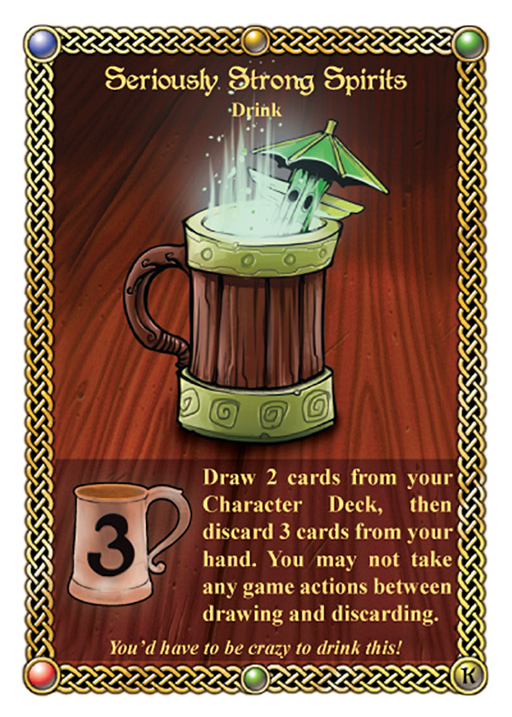 Seriously Strong Spirits
Drink
3
Draw 2 cards from your
Character Deck, then
discard 3 cards from your
hand. You may not take
any game actions between
drawing and discarding.
You'd have to be crazy to drink this!
K